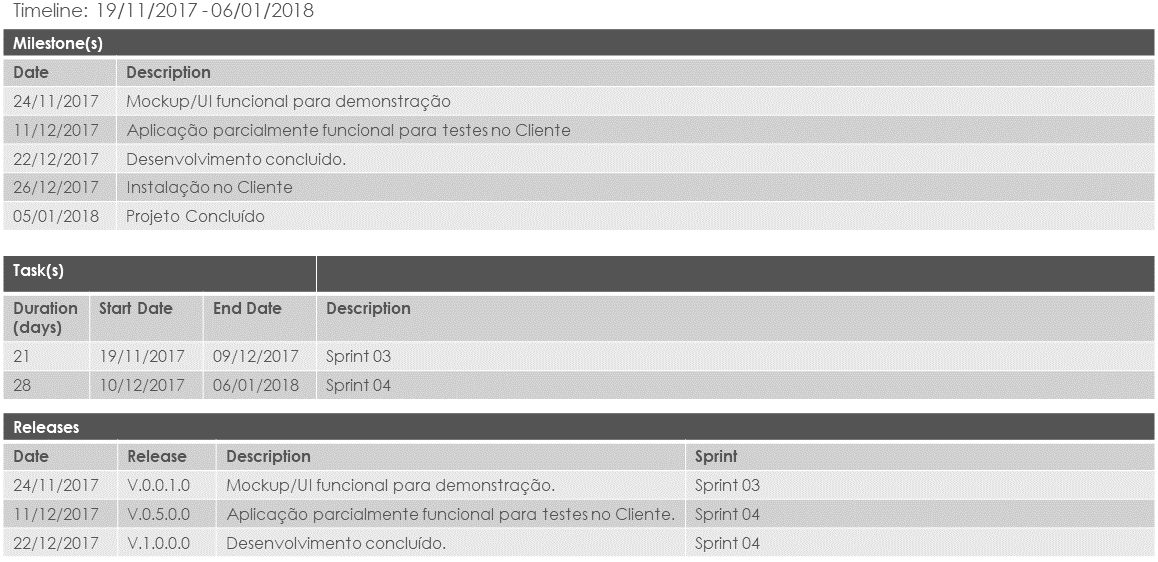 Timeline: 19/11/2017 - 06/01/2018
Milestone(s)
Date Description
24/11/2017 Mockup/UI funcional para demonstração
11/12/2017 Aplicação parcialmente funcional para testes no Cliente
22/12/2017 Desenvolvimento concluido.
26/12/2017 Instalação no Cliente
05/01/2018 Projeto Concluído
Task(s)
Duration (days) Start Date End Date Description
21 19/11/2017 09/12/2017 Sprint 03
28 10/12/2017 06/01/2018 Sprint 04
Releases
Date Release Description Sprint
24/11/2017 V.0.0.1.0 Mockup/UI funcional para demonstração. Sprint 03
11/12/2017 V.0.5.0.0 Aplicação parcialmente funcional para testes no Cliente. Sprint 04
22/12/2017 V.1.0.0.0 Desenvolvimento concluído. Sprint 04